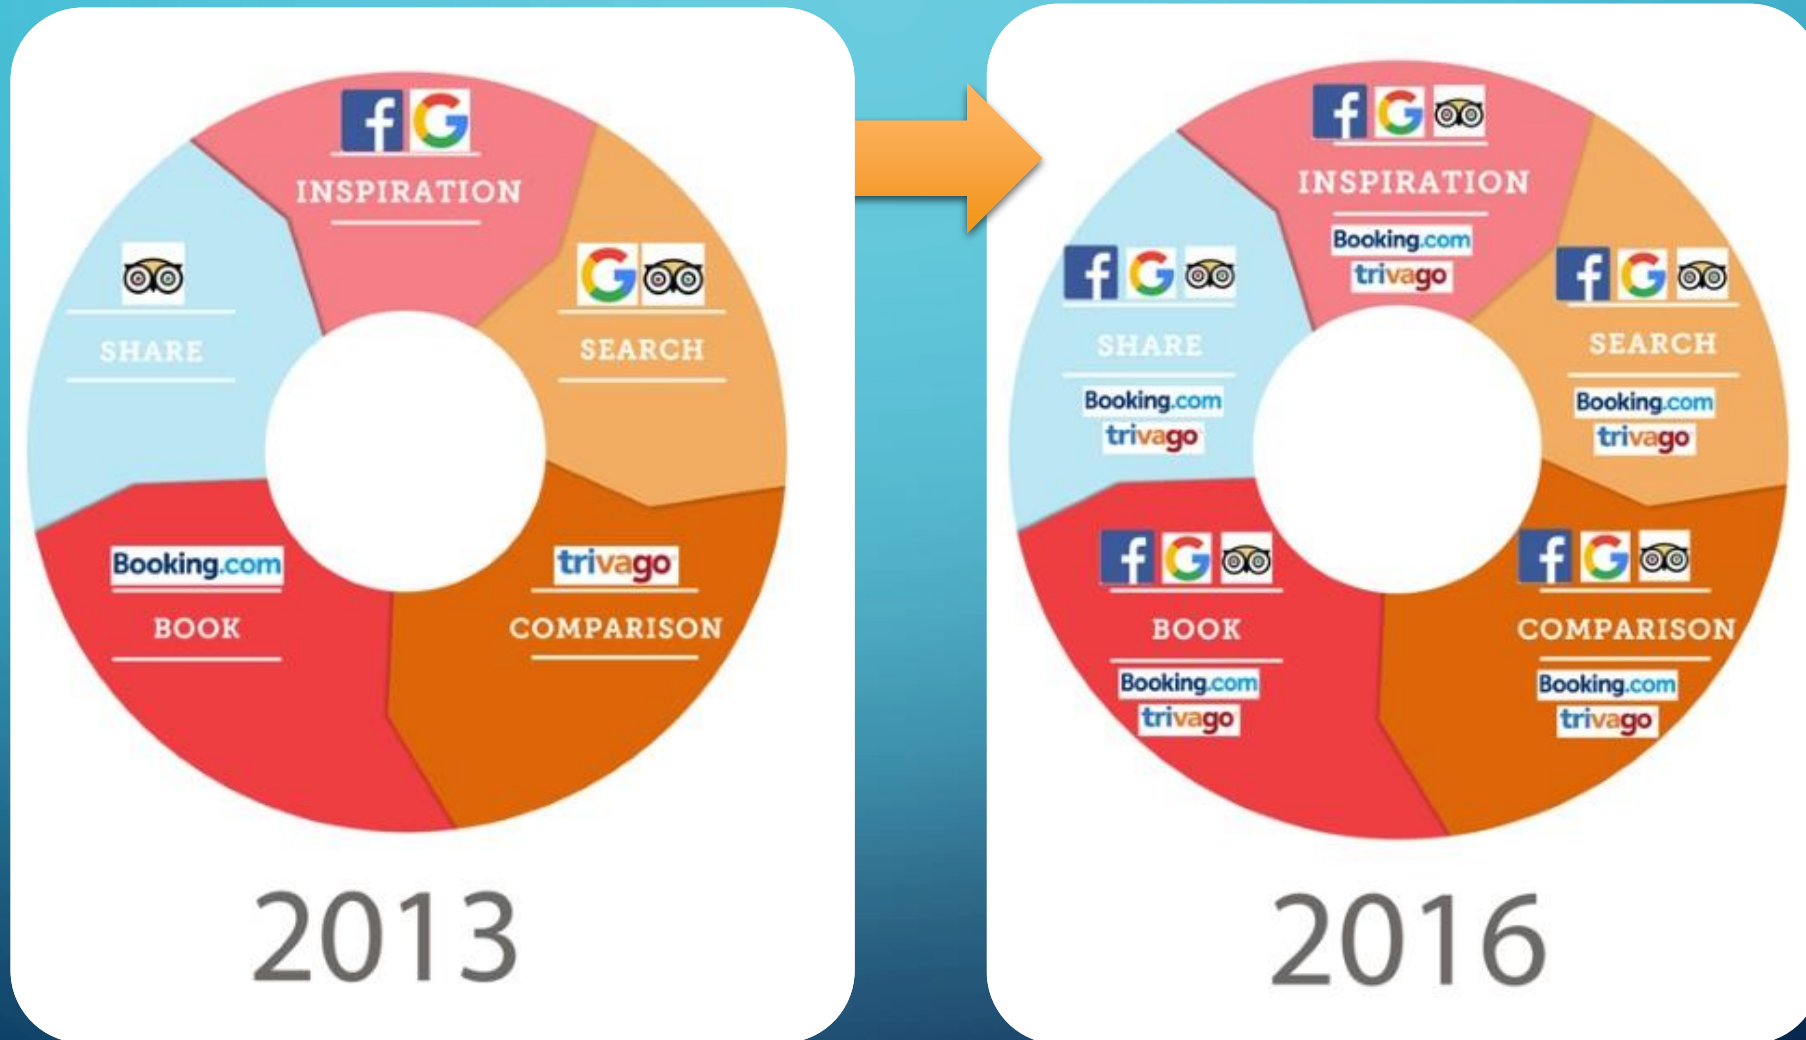 f G
INSPIRATION
G
SEARCH
trivago
COMPARISON
Booking.com
BOOK
SHARE
2013
f G
INSPIRATION
Booking.com
trivago
f G
SEARCH
Booking.com
trivago
f G
COMPARISON
Booking.com
trivago
f G
BOOK
Booking.com
trivago
f G
SHARE
Booking.com
trivago
2016